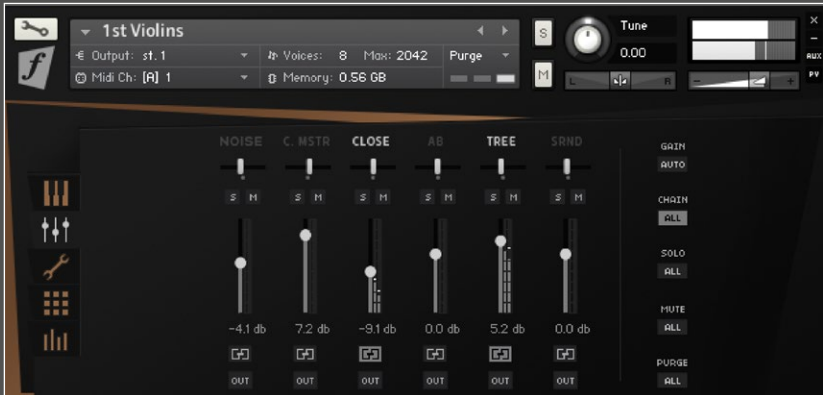 1st Violins
Output: st. 1
Voices: 8 Max: 2042
Purge
Midi Ch: [A] 1
Memory: 0.56 GB
S
M
Tune
0.00
L R
- +
×
-
AUX
PV
f
NOISE C. MSTR CLOSE AB TREE SRND
S M S M S M S M S M S M
-4.1 db 7.2 db -9.1 db 0.0 db 5.2 db 0.0 db
OUT OUT OUT OUT OUT OUT
GAIN
AUTO
CHAIN
ALL
SOLO
ALL
MUTE
ALL
PURGE
ALL